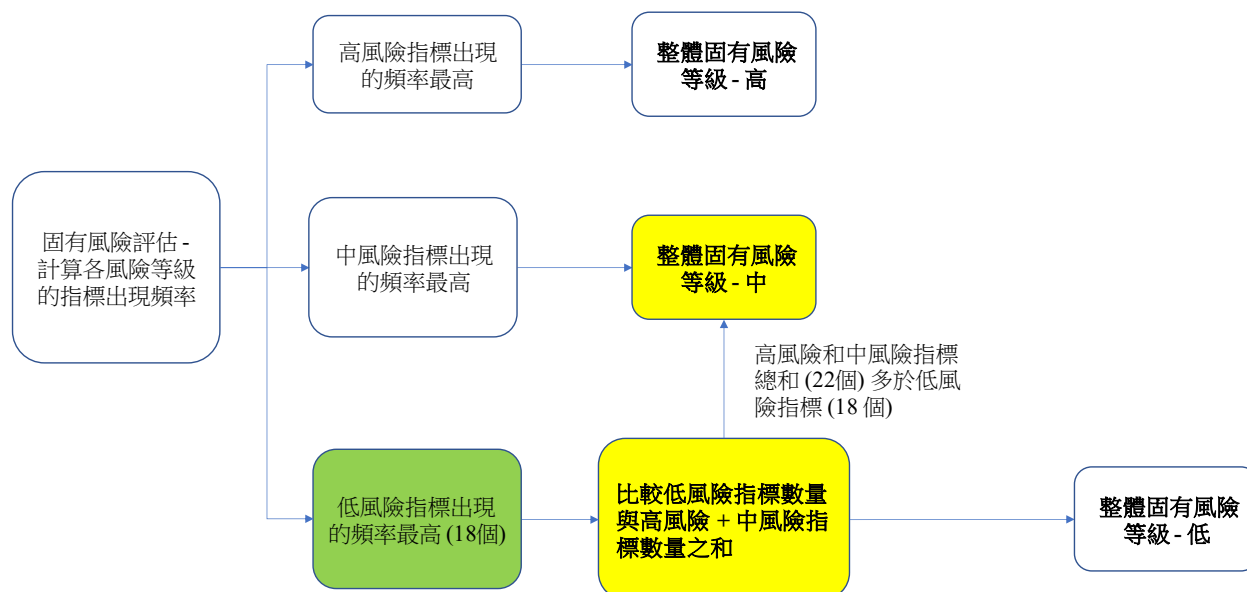 高風險指標出現
的頻率最高
整體固有風險
等級 - 高
固有風險評估 -
計算各風險等級
的指標出現頻率
中風險指標出現
的頻率最高
整體固有風險
等級 - 中
高風險和中風險指標
總和 (22個) 多於低風
險指標 (18 個)
低風險指標出現
的頻率最高 (18個)
比較低風險指標數量
與高風險 + 中風險指
標數量之和
整體固有風險
等級 - 低